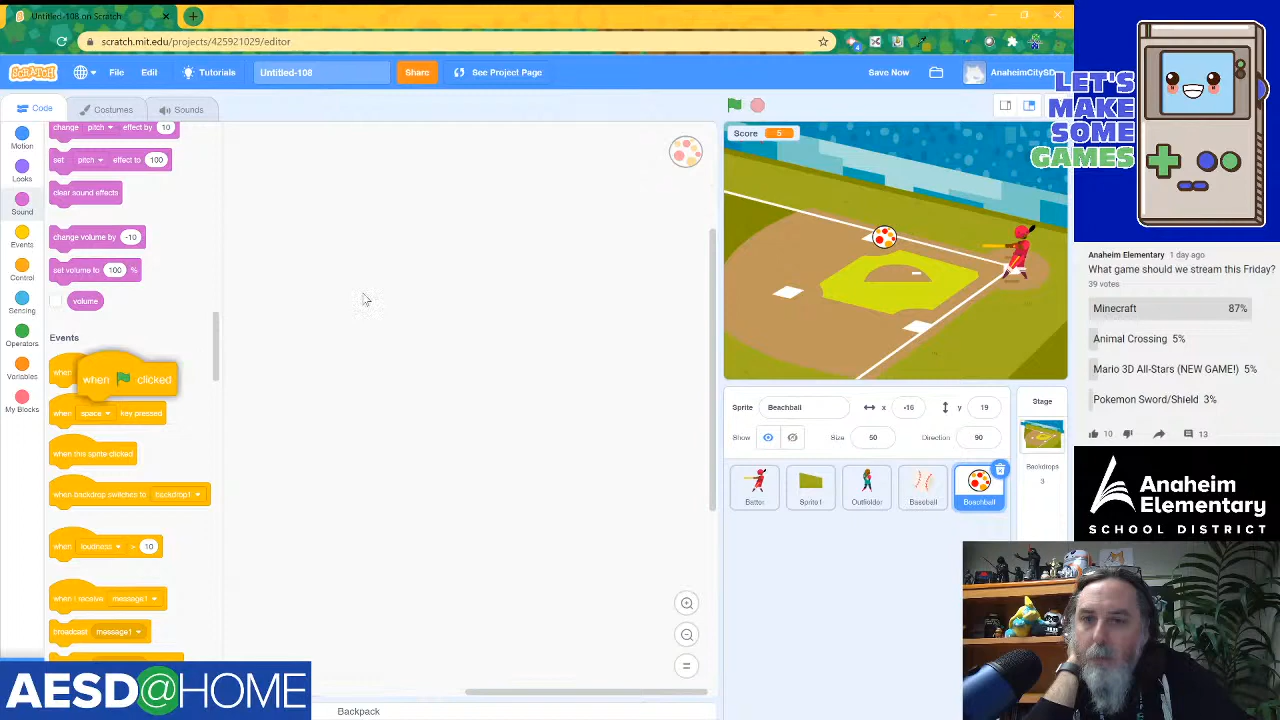 Untitled-108 on Scratch
scratch.mit.edu/projects/425921029/editor
SCRATCH
File
Edit
Tutorials
Untitled-108
Share
See Project Page
Save Now
AnaheimCitySD
Code
Costumes
Sounds
Motion
Looks
Sound
Events
Control
Sensing
Operators
Variables
My Blocks
change pitch effect by 10
set pitch effect to 100
clear sound effects
change volume by -10
set volume to 100 %
volume
Events
when
when clicked
when space key pressed
when this sprite clicked
when backdrop switches to backdrop1
when loudness > 10
when I receive message1
broadcast message1
Backpack
Score 5
Sprite
Beachball
x -16
y 19
Show
Size 50
Direction 90
Batter
Sprite1
Outfielder
Baseball
Beachball
Stage
Backdrops
3
LET'S
MAKE
SOME
GAMES
Anaheim Elementary 1 day ago
What game should we stream this Friday?
39 votes
Minecraft 87%
Animal Crossing 5%
Mario 3D All-Stars (NEW GAME!) 5%
Pokemon Sword/Shield 3%
10
13
Anaheim
Elementary
SCHOOL DISTRICT
AESD@HOME